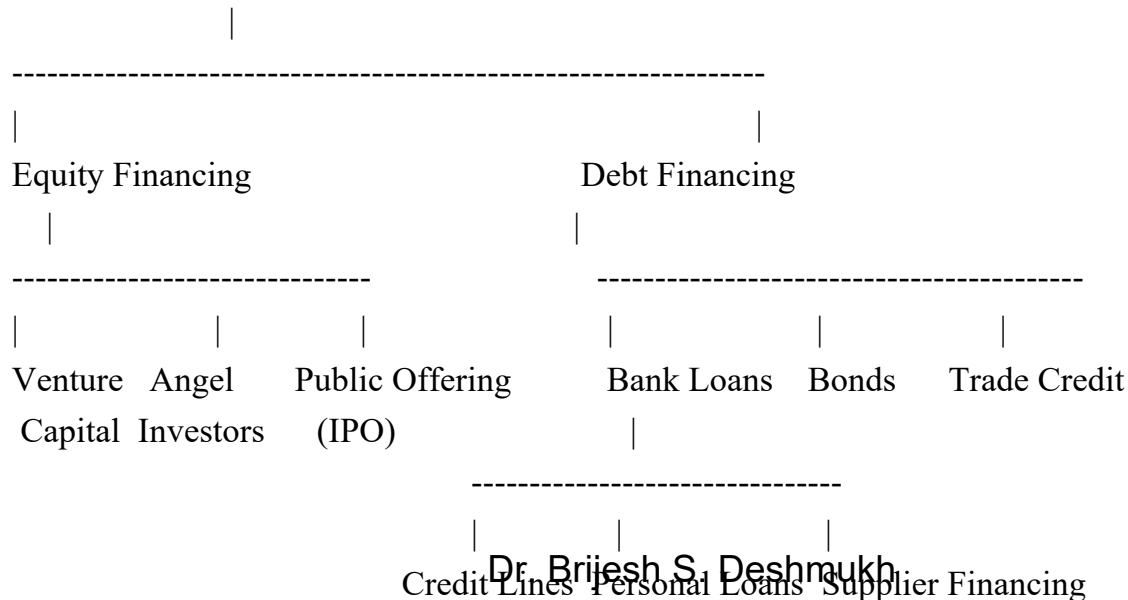 Equity Financing Debt Financing
Venture Angel Public Offering Bank Loans Bonds Trade Credit
Capital Investors (IPO)
Dr. Brijesh S. Deshmukh
Credit Lines Personal Loans Supplier Financing